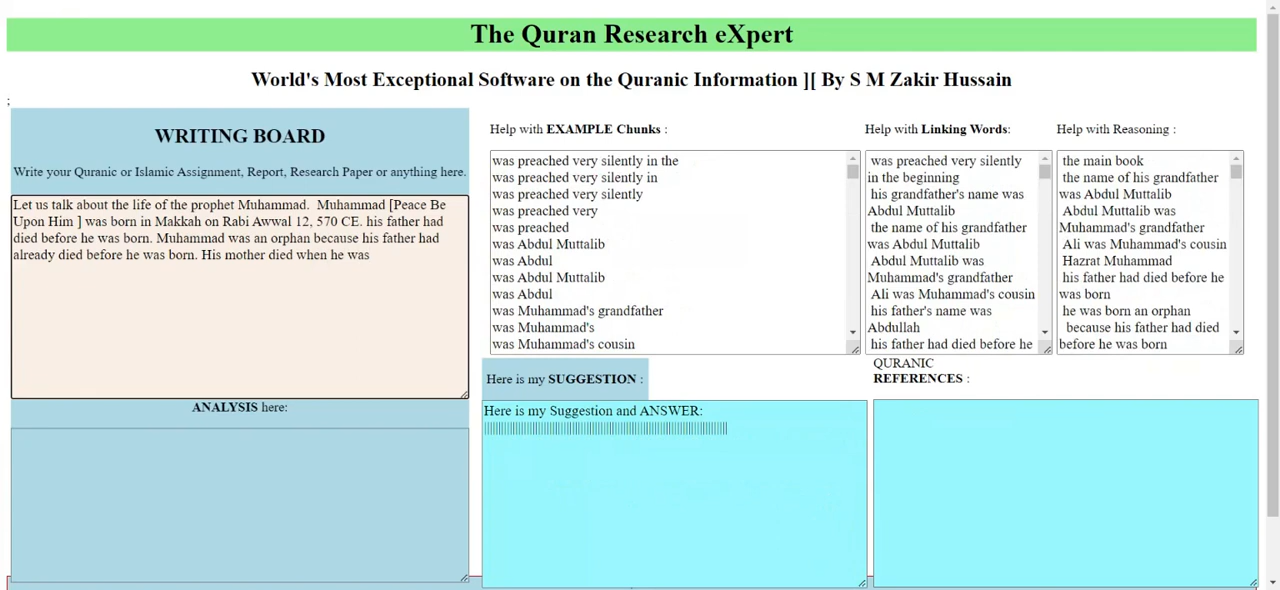 The Quran Research eXpert
World's Most Exceptional Software on the Quranic Information ][ By S M Zakir Hussain
;
WRITING BOARD
Write your Quranic or Islamic Assignment, Report, Research Paper or anything here.
Let us talk about the life of the prophet Muhammad.  Muhammad [Peace Be
Upon Him ] was born in Makkah on Rabi Awwal 12, 570 CE. his father had
died before he was born. Muhammad was an orphan because his father had
already died before he was born. His mother died when he was
ANALYSIS here:
Help with EXAMPLE Chunks :
was preached very silently in the
was preached very silently in
was preached very silently
was preached very
was preached
was Abdul Muttalib
was Abdul
was Abdul Muttalib
was Abdul
was Muhammad's grandfather
was Muhammad's
was Muhammad's cousin
Help with Linking Words:
was preached very silently
in the beginning
his grandfather's name was
Abdul Muttalib
the name of his grandfather
was Abdul Muttalib
Abdul Muttalib was
Muhammad's grandfather
Ali was Muhammad's cousin
his father's name was
Abdullah
his father had died before he
Help with Reasoning :
the main book
the name of his grandfather
was Abdul Muttalib
Abdul Muttalib was
Muhammad's grandfather
Ali was Muhammad's cousin
Hazrat Muhammad
his father had died before he
was born
he was born an orphan
because his father had died
before he was born
Here is my SUGGESTION :
Here is my Suggestion and ANSWER:
QURANIC
REFERENCES :